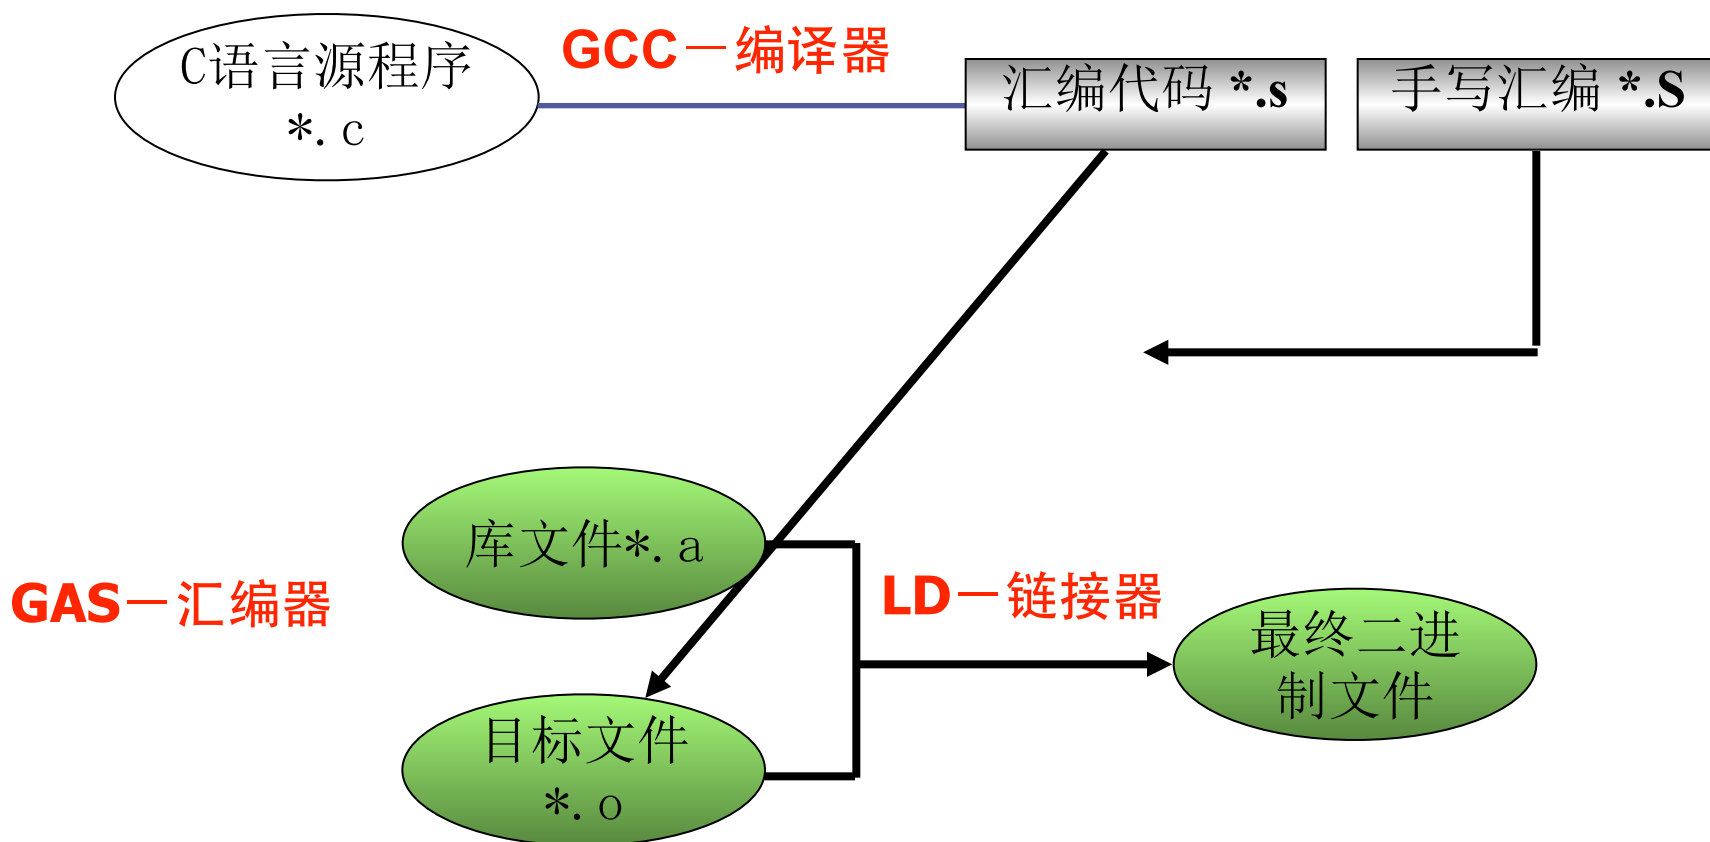 C语言源程序
*.c
GCC－编译器
汇编代码 *.s
手写汇编 *.S
库文件*.a
GAS－汇编器
LD－链接器
最终二进
制文件
目标文件
*.o